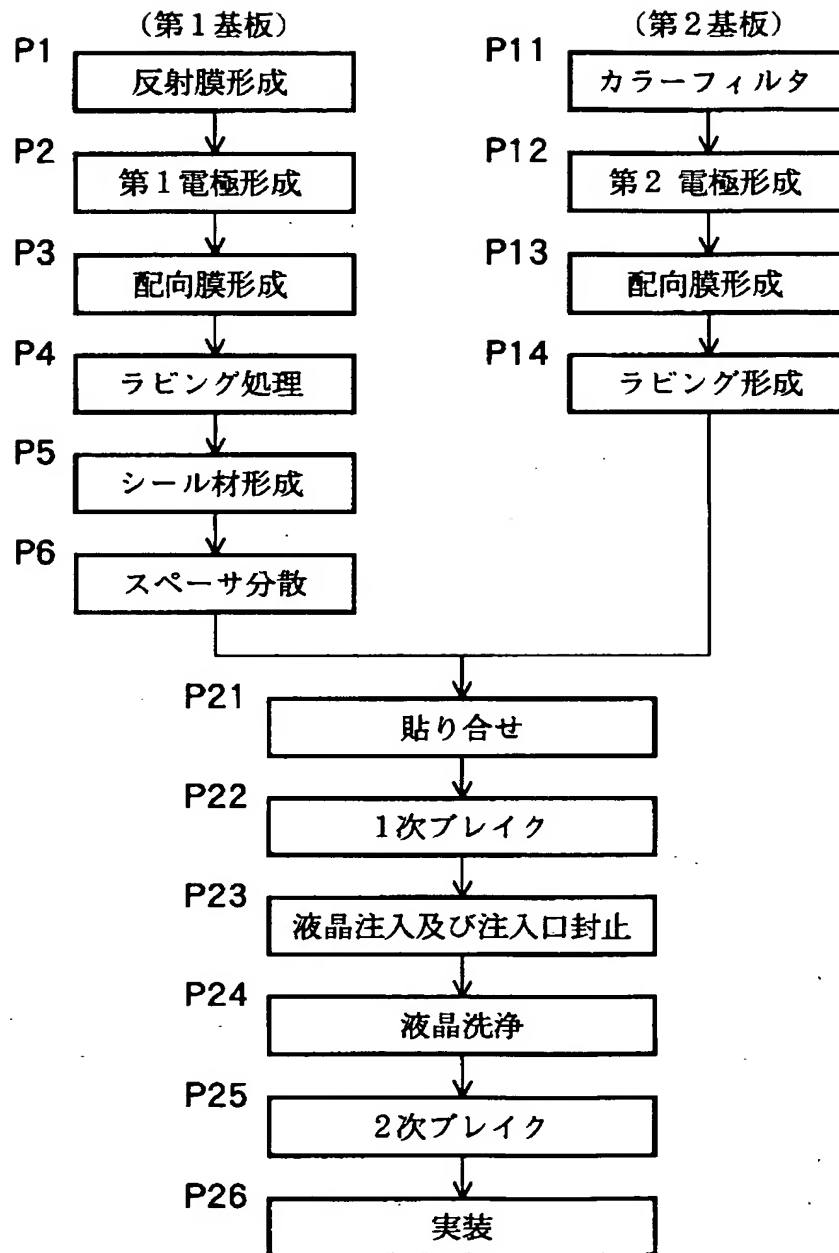 （第１基板）
P1
反射膜形成
P2
第１電極形成
P3
配向膜形成
P4
ラビング処理
P5
シール材形成
P6
スペーサ分散
（第２基板）
P11
カラーフィルタ
P12
第２ 電極形成
P13
配向膜形成
P14
ラビング形成
P21
貼り合せ
P22
１次ブレイク
P23
液晶注入及び注入口封止
P24
液晶洗浄
P25
２次ブレイク
P26
実装